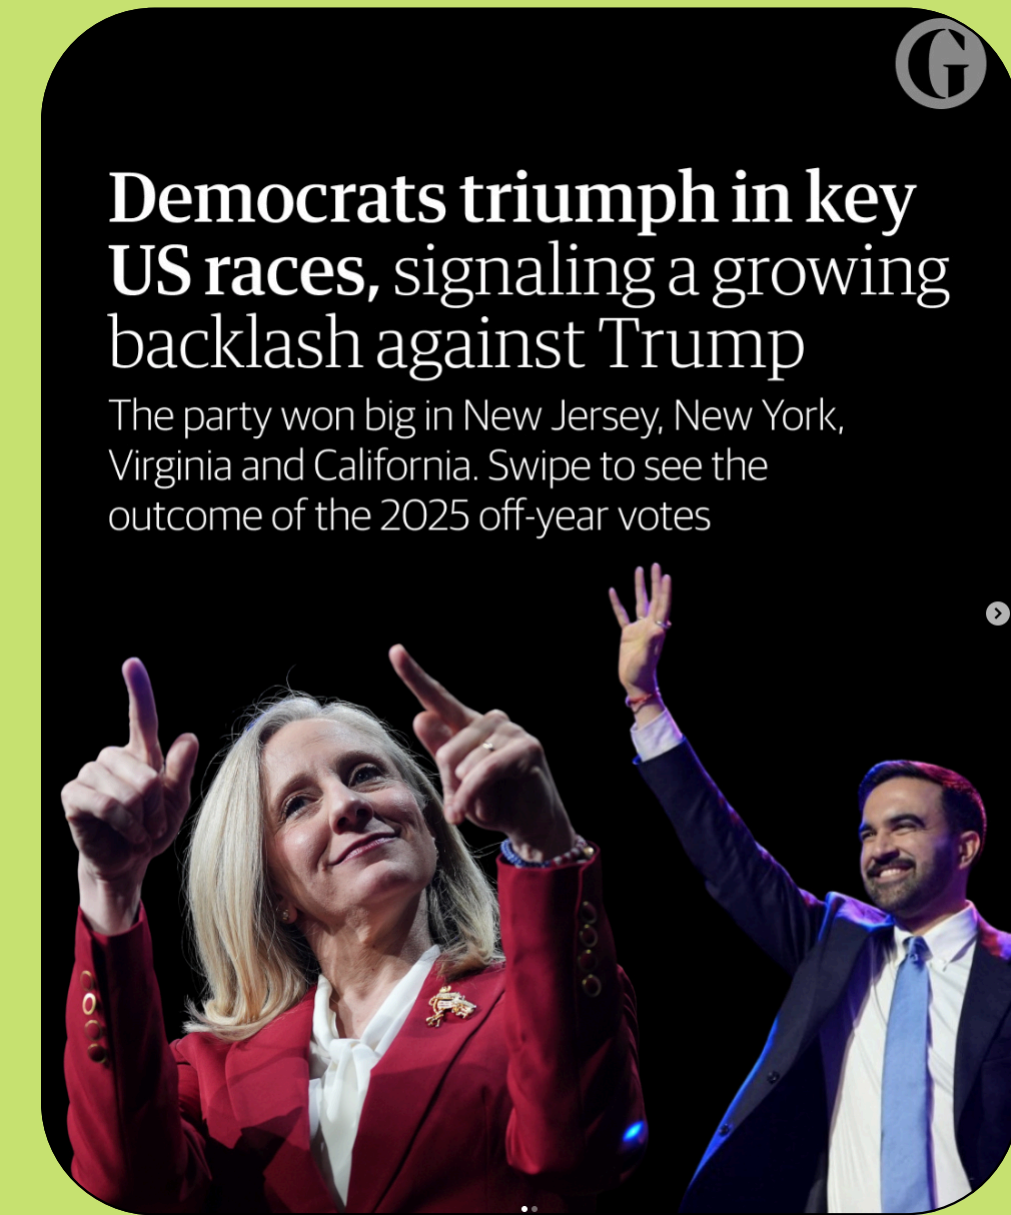 G
Democrats triumph in key
US races, signaling a growing
backlash against Trump
The party won big in New Jersey, New York,
Virginia and California. Swipe to see the
outcome of the 2025 off-year votes